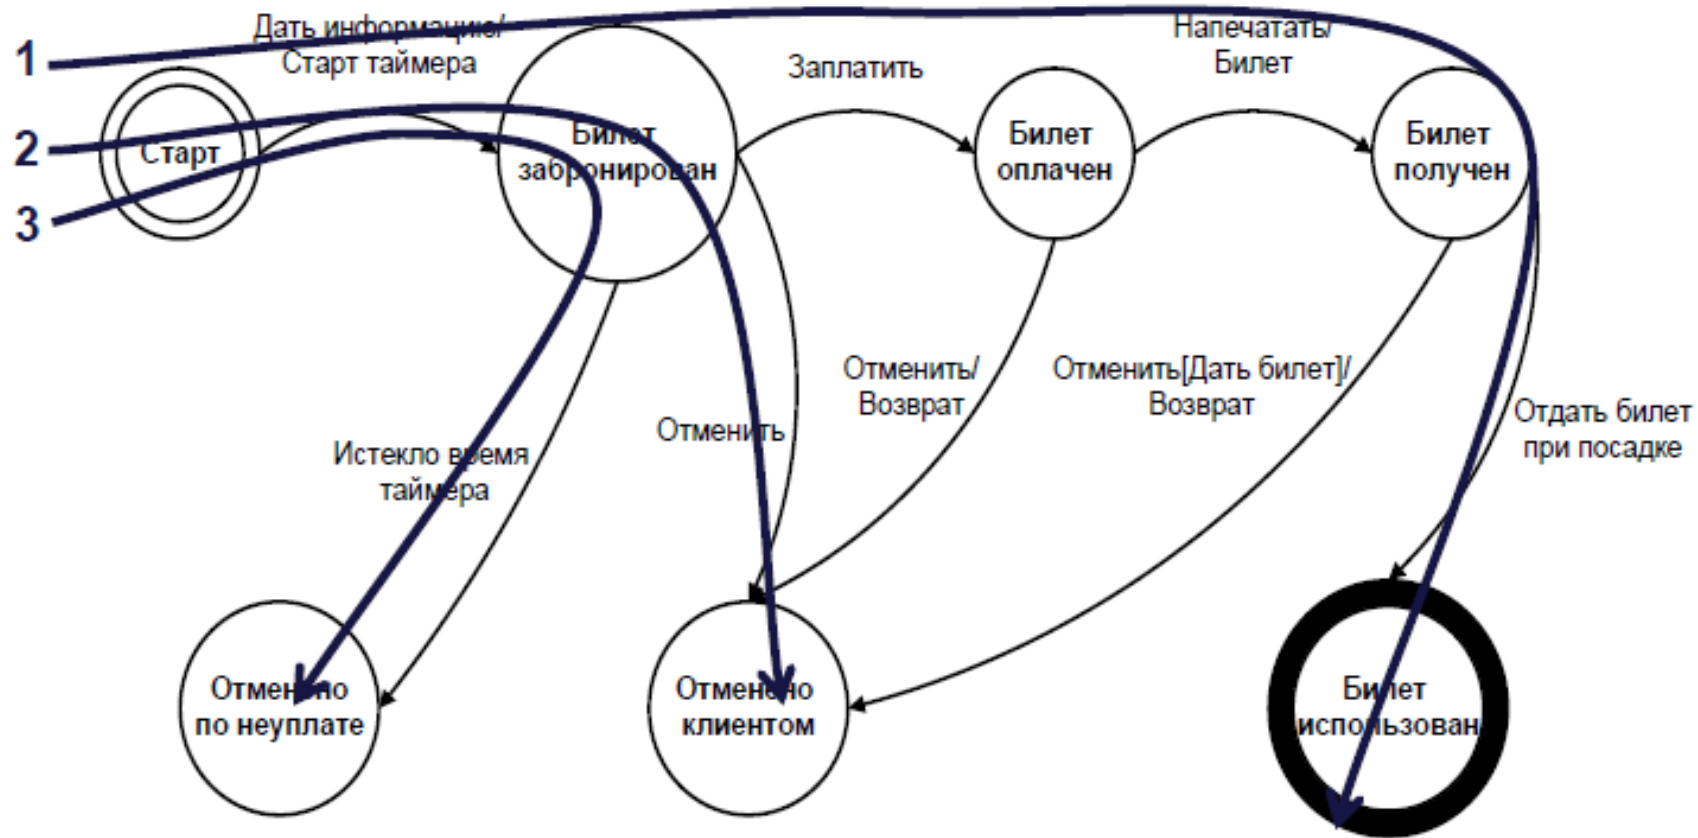 Дать информацию/
Старт таймера
Напечатать/
Билет
Заплатить
1
2
3
Старт
Билет
забронирован
Билет
оплачен
Билет
получен
Отменить/
Возврат
Отменить[Дать билет]/
Возврат
Отдать билет
при посадке
Отменить
Истекло время
таймера
Отменено
по неуплате
Отменено
клиентом
Билет
использован